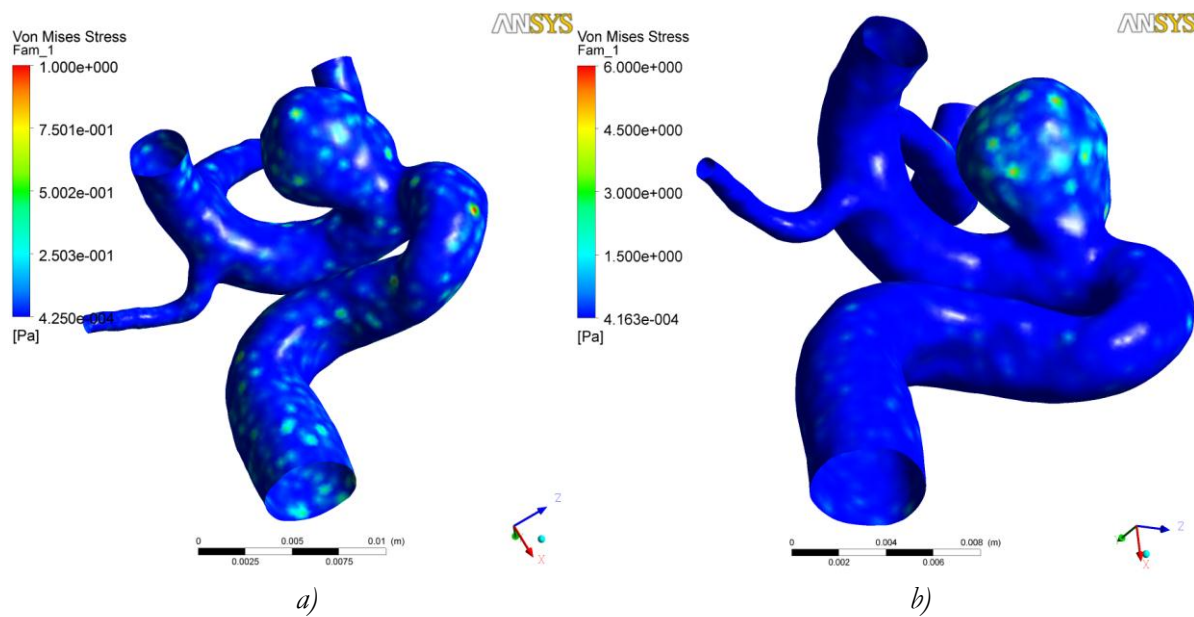 ANSYS
Von Mises Stress
Fam_1
1.000e+000
7.501e-001
5.002e-001
2.503e-001
4.250e-004
[Pa]
Z
X
0 0.005 0.01 (m)
0.0025 0.0075
a)
ANSYS
Von Mises Stress
Fam_1
6.000e+000
4.500e+000
3.000e+000
1.500e+000
4.163e-004
[Pa]
Z
X
0 0.004 0.008 (m)
0.002 0.006
b)